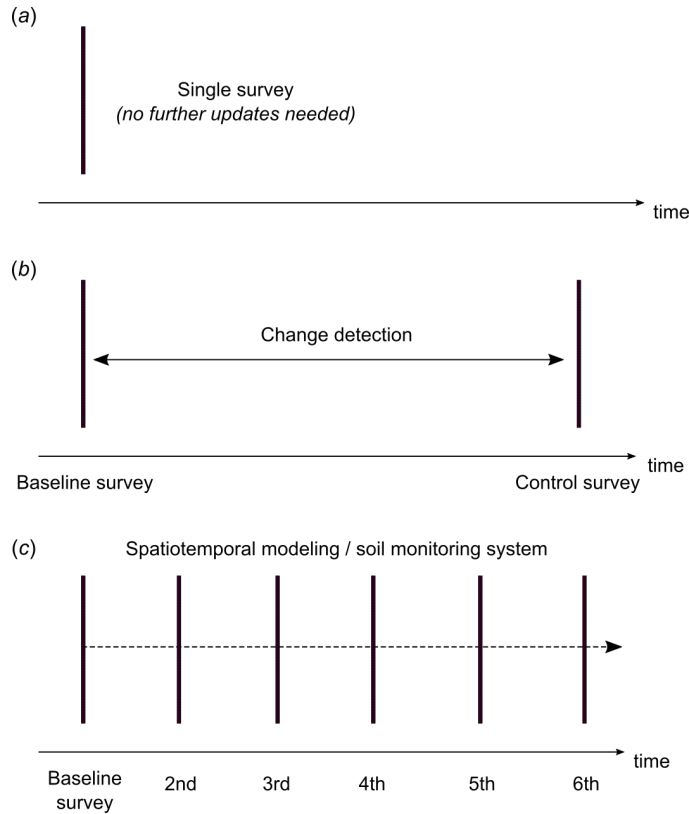 (a)
Single survey
(no further updates needed)
time
(b)
Change detection
time
Baseline survey
Control survey
(c)
Spatiotemporal modeling / soil monitoring system
time
Baseline
survey
2nd
3rd
4th
5th
6th